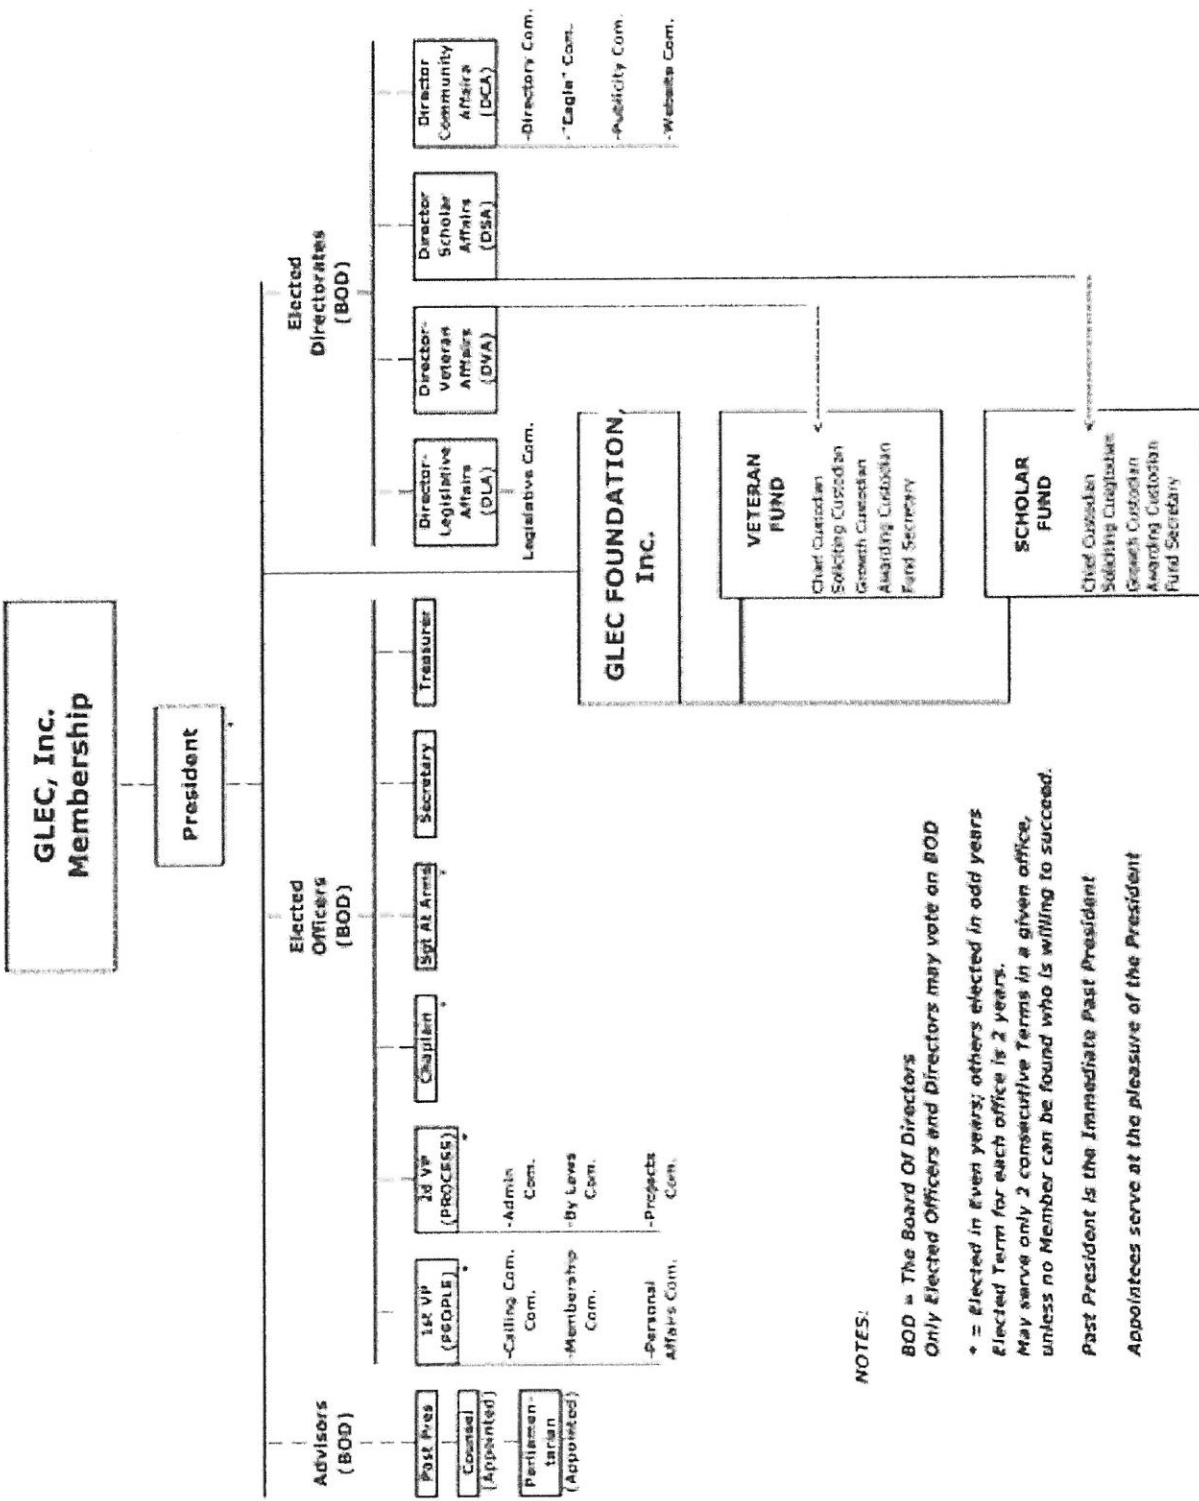 GLEC, Inc.
Membership
President
*
Advisors
(BOD)
Past Pres
Counsel
(Appointed)
Parliamen-
tarian
(Appointed)
Elected
Officers
(BOD)
1st VP
(PEOPLE)
*
-Calling Com.
Com.
-Membership
Com.
-Personal
Affairs Com.
2d VP
(PROCESS)
*
-Admin
Com.
-By Laws
Com.
-Projects
Com.
Chaplain
*
Sgt At Arms
*
Secretary
Treasurer
Elected
Directorates
(BOD)
Director-
Legislative
Affairs
(DLA)
Legislative Com.
Director-
Veteran
Affairs
(DVA)
Director
Scholar
Affairs
(DSA)
Director
Community
Affairs
(DCA)
-Directory Com.
-"Eagle" Com.
-Publicity Com.
-Website Com.
GLEC FOUNDATION,
Inc.
VETERAN
FUND
Chief Custodian
Soliciting Custodian
Growth Custodian
Awarding Custodian
Fund Secretary
SCHOLAR
FUND
Chief Custodian
Soliciting Custodian
Growth Custodian
Awarding Custodian
Fund Secretary
NOTES:
BOD = The Board Of Directors
Only Elected Officers and Directors may vote on BOD
* = Elected in Even years; others elected in odd years
Elected Term for each office is 2 years.
May serve only 2 consecutive Terms in a given office,
unless no Member can be found who is willing to succeed.
Past President is the Immediate Past President
Appointees serve at the pleasure of the President